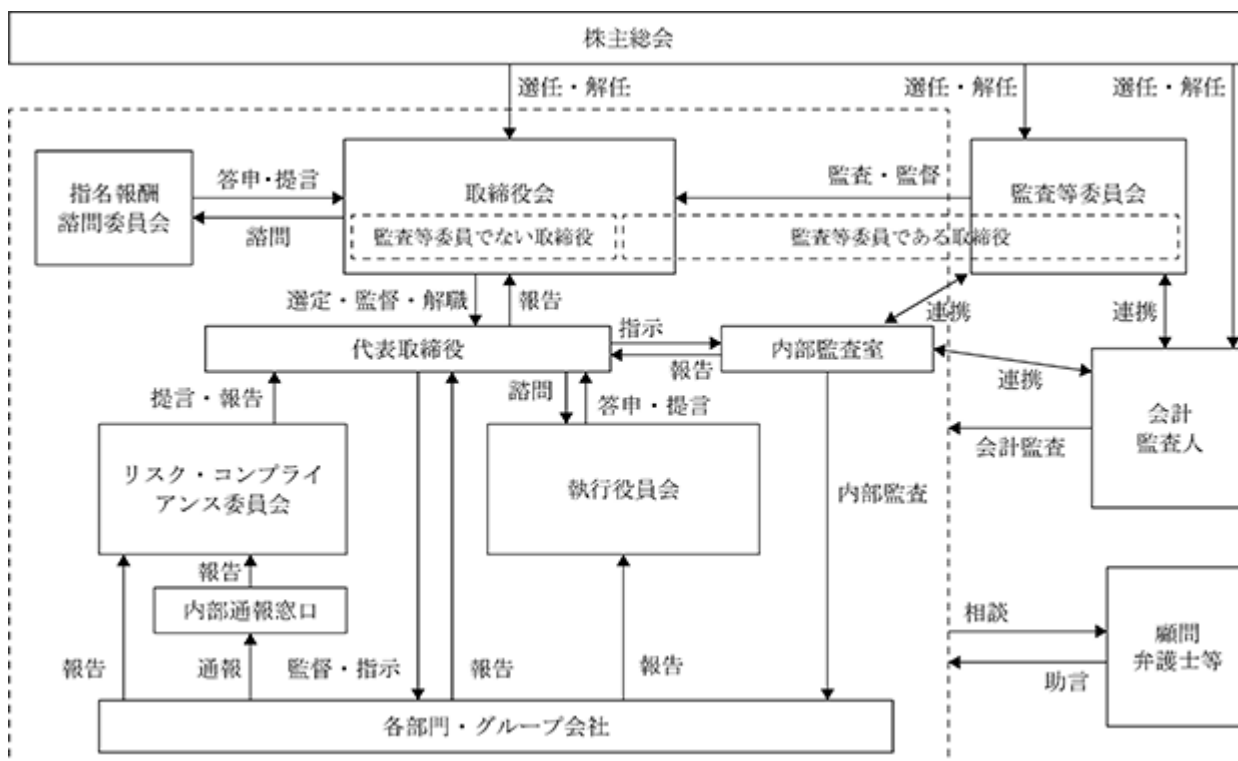 株主総会
選任・解任
選任・解任
選任・解任
指名報酬
諮問委員会
答申・提言
諮問
取締役会
監査等委員でない取締役
監査等委員である取締役
監査・監督
監査等委員会
選定・監督・解職
報告
連携
連携
代表取締役
指示
報告
内部監査室
連携
提言・報告
諮問
答申・提言
会計
監査人
会計監査
リスク・コンプライ
アンス委員会
執行役員会
内部監査
報告
内部通報窓口
報告
通報
監督・指示
報告
報告
相談
助言
顧問
弁護士等
各部門・グループ会社